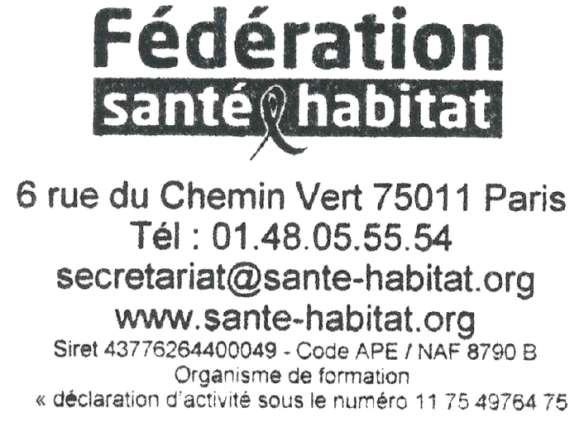 Fédération
santé habitat
6 rue du Chemin Vert 75011 Paris
Tél : 01.48.05.55.54
secretariat@sante-habitat.org
www.sante-habitat.org
Siret 43776264400049 - Code APE / NAF 8790 B
Organisme de formation
« déclaration d'activité sous le numéro 11 75 49764 75